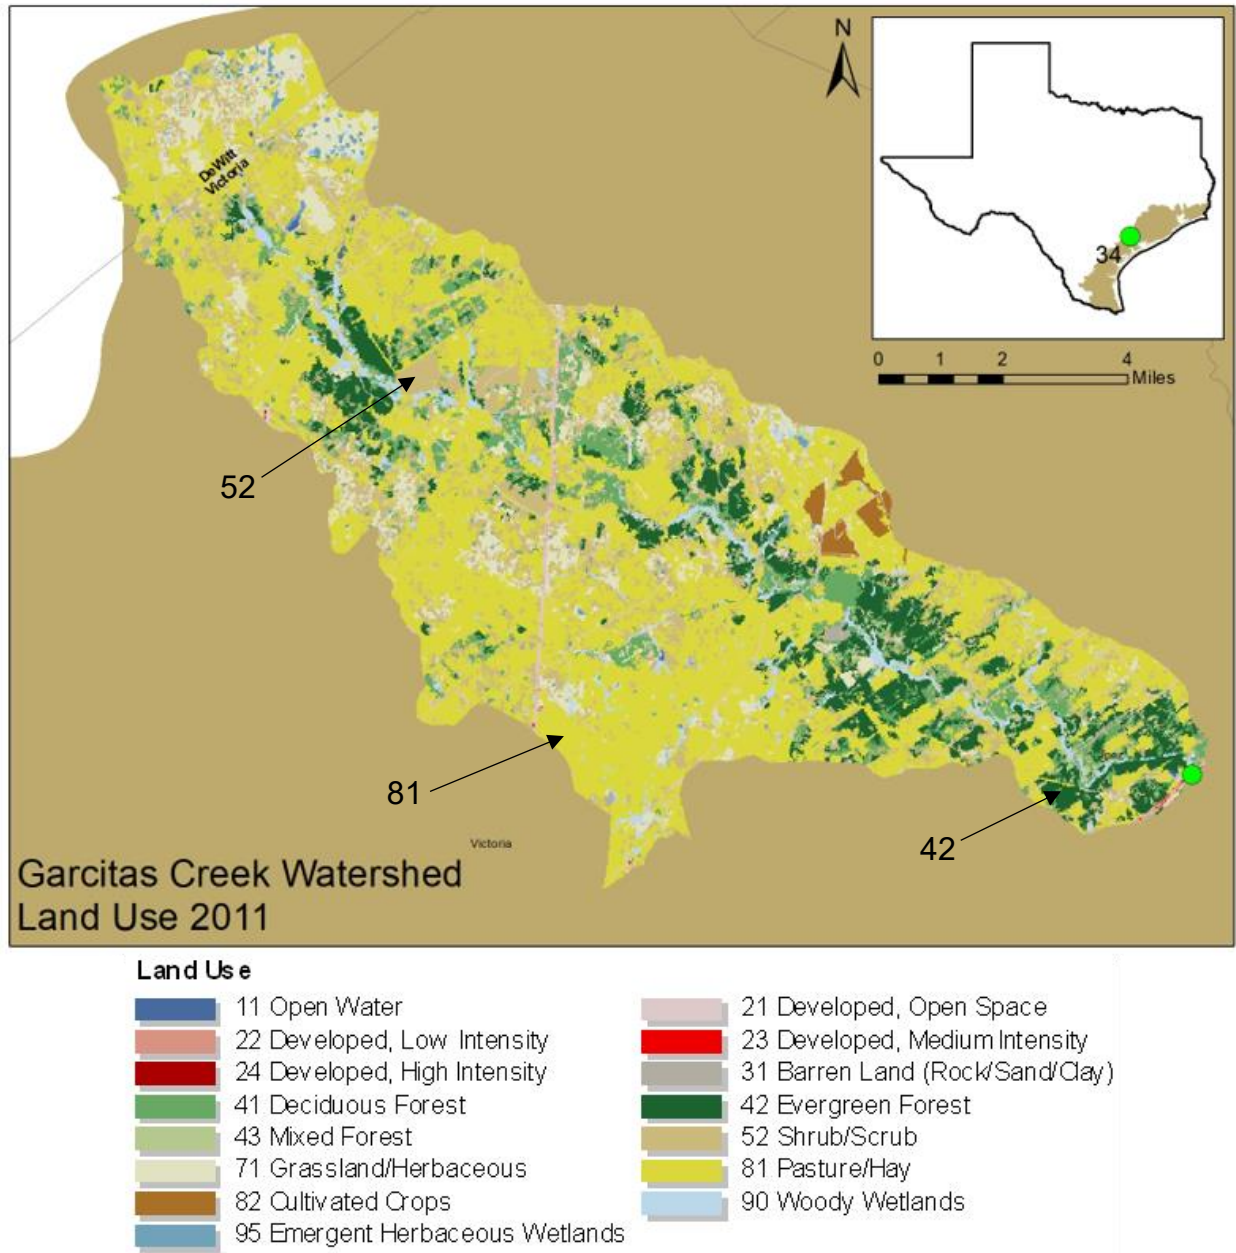 N
DeWitt
Victoria
34
0 1 2 4
Miles
52
81
42
Victoria
Garcitas Creek Watershed
Land Use 2011
Land Use
11 Open Water
21 Developed, Open Space
22 Developed, Low Intensity
23 Developed, Medium Intensity
24 Developed, High Intensity
31 Barren Land (Rock/Sand/Clay)
41 Deciduous Forest
42 Evergreen Forest
43 Mixed Forest
52 Shrub/Scrub
71 Grassland/Herbaceous
81 Pasture/Hay
82 Cultivated Crops
90 Woody Wetlands
95 Emergent Herbaceous Wetlands